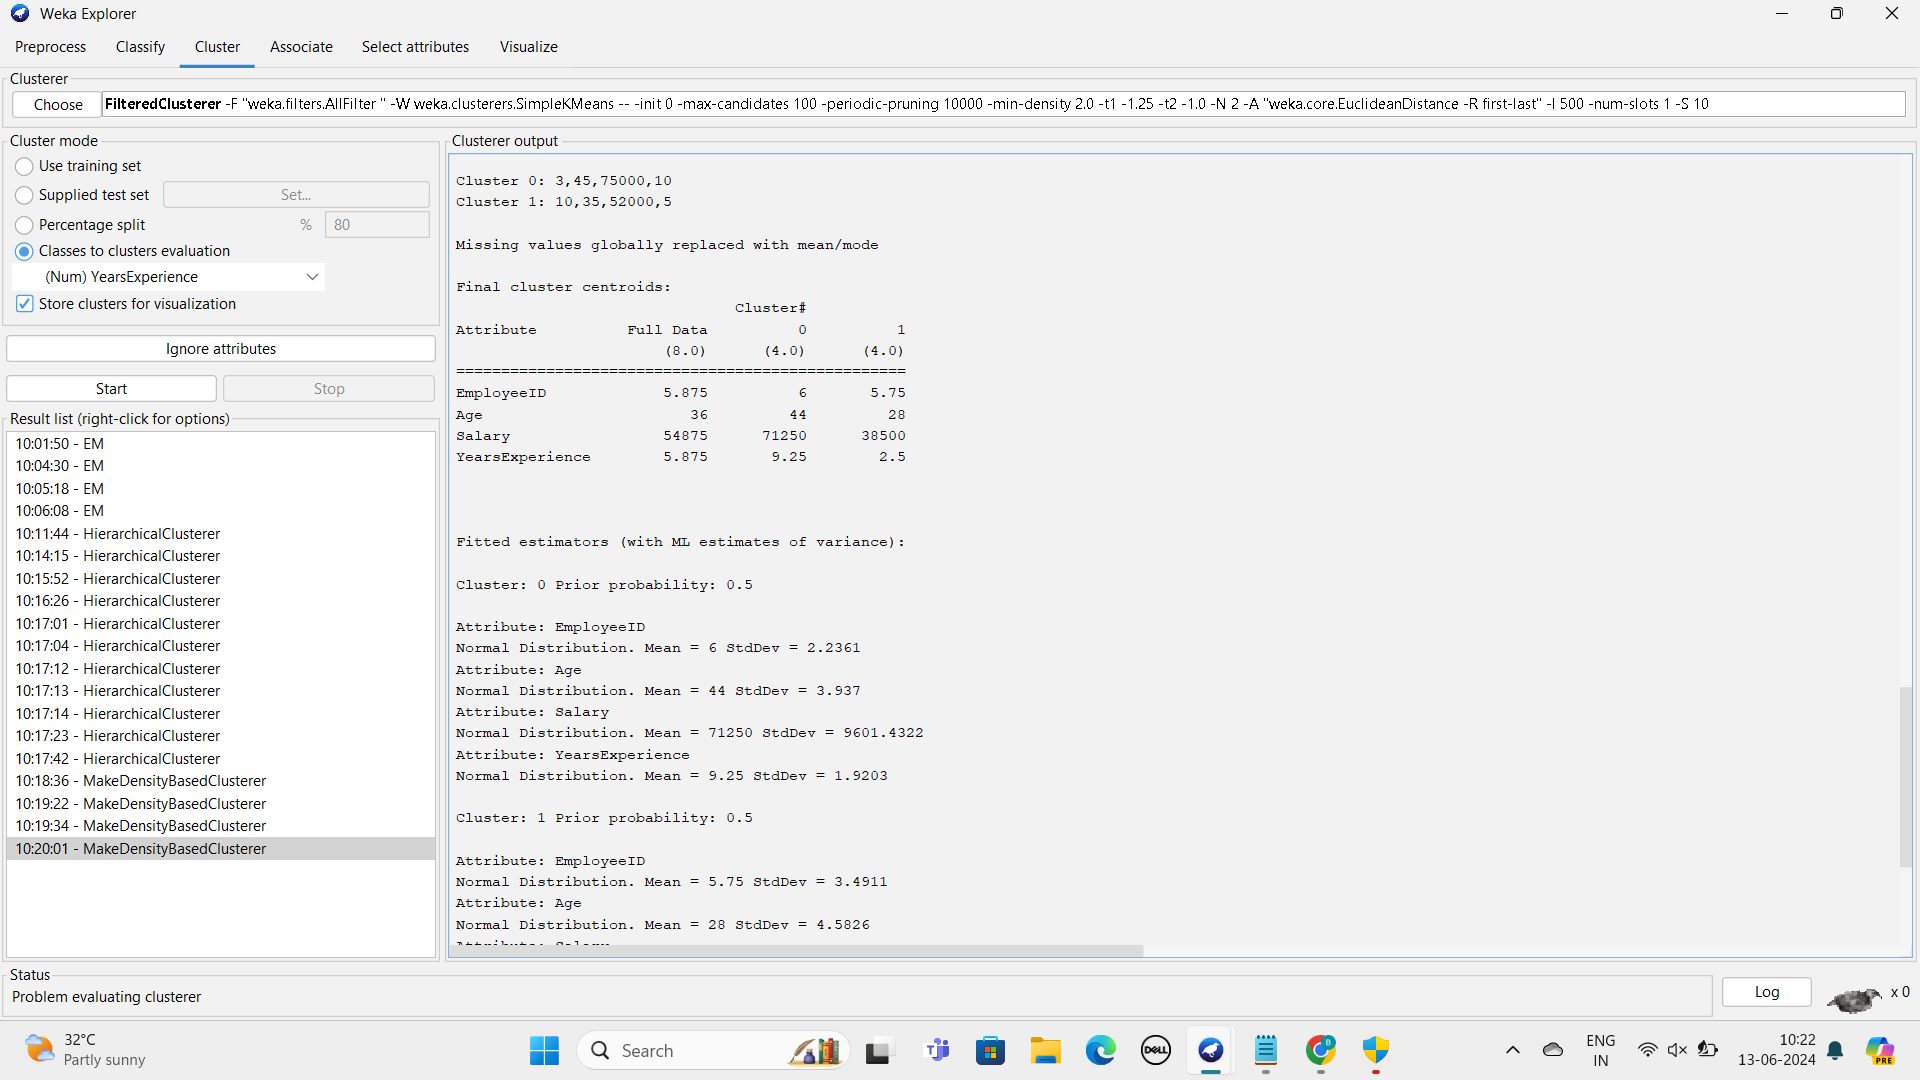 Weka Explorer
Preprocess Classify Cluster Associate Select attributes Visualize
Clusterer
Choose FilteredClusterer -F "weka.filters.AllFilter " -W weka.clusterers.SimpleKMeans -- -init 0 -max-candidates 100 -periodic-pruning 10000 -min-density 2.0 -t1 -1.25 -t2 -1.0 -N 2 -A "weka.core.EuclideanDistance -R first-last" -I 500 -num-slots 1 -S 10
Cluster mode
Use training set
Supplied test set Set...
Percentage split % 80
Classes to clusters evaluation
(Num) YearsExperience
Store clusters for visualization
Ignore attributes
Start Stop
Result list (right-click for options)
10:01:50 - EM
10:04:30 - EM
10:05:18 - EM
10:06:08 - EM
10:11:44 - HierarchicalClusterer
10:14:15 - HierarchicalClusterer
10:15:52 - HierarchicalClusterer
10:16:26 - HierarchicalClusterer
10:17:01 - HierarchicalClusterer
10:17:04 - HierarchicalClusterer
10:17:12 - HierarchicalClusterer
10:17:13 - HierarchicalClusterer
10:17:14 - HierarchicalClusterer
10:17:23 - HierarchicalClusterer
10:17:42 - HierarchicalClusterer
10:18:36 - MakeDensityBasedClusterer
10:19:22 - MakeDensityBasedClusterer
10:19:34 - MakeDensityBasedClusterer
10:20:01 - MakeDensityBasedClusterer
Clusterer output
Cluster 0: 3,45,75000,10
Cluster 1: 10,35,52000,5
Missing values globally replaced with mean/mode
Final cluster centroids:
Cluster#
Attribute Full Data 0 1
(8.0) (4.0) (4.0)
==================================================
EmployeeID 5.875 6 5.75
Age 36 44 28
Salary 54875 71250 38500
YearsExperience 5.875 9.25 2.5
Fitted estimators (with ML estimates of variance):
Cluster: 0 Prior probability: 0.5
Attribute: EmployeeID
Normal Distribution. Mean = 6 StdDev = 2.2361
Attribute: Age
Normal Distribution. Mean = 44 StdDev = 3.937
Attribute: Salary
Normal Distribution. Mean = 71250 StdDev = 9601.4322
Attribute: YearsExperience
Normal Distribution. Mean = 9.25 StdDev = 1.9203
Cluster: 1 Prior probability: 0.5
Attribute: EmployeeID
Normal Distribution. Mean = 5.75 StdDev = 3.4911
Attribute: Age
Normal Distribution. Mean = 28 StdDev = 4.5826
Attribute: Salary
Status
Problem evaluating clusterer
Log x 0
32°C
Partly sunny
Search
DELL
ENG
IN
10:22
13-06-2024
PRE